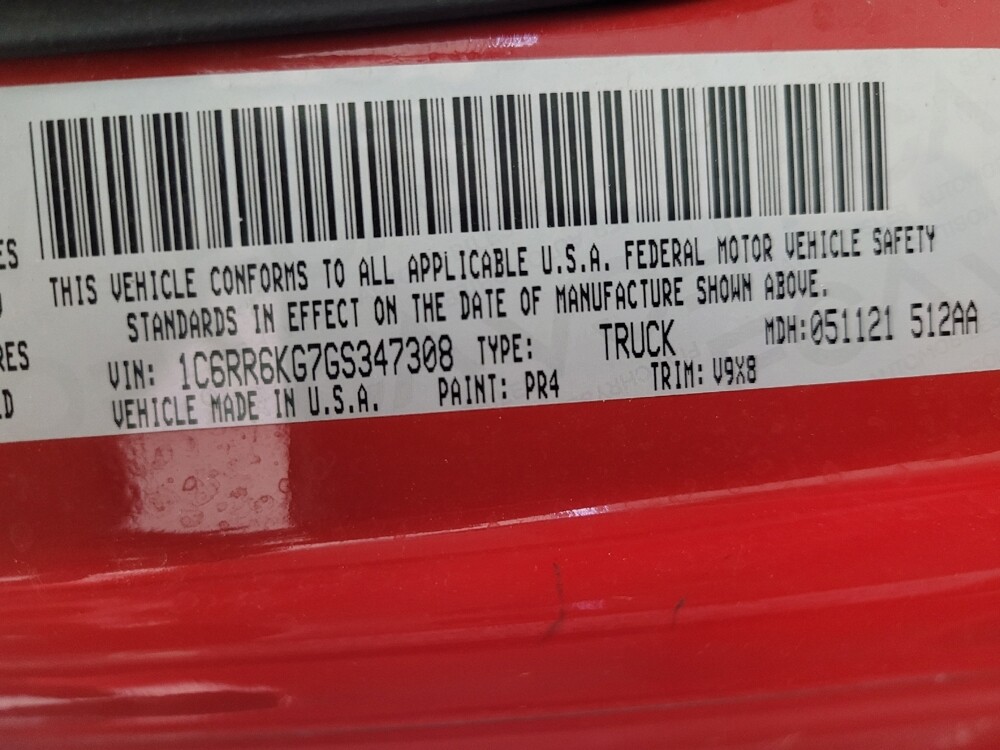 THIS VEHICLE CONFORMS TO ALL APPLICABLE U.S.A. FEDERAL MOTOR VEHICLE SAFETY
STANDARDS IN EFFECT ON THE DATE OF MANUFACTURE SHOWN ABOVE.
VIN: 1C6RR6KG7GS347308 TYPE: TRUCK MDH:051121 512AA
VEHICLE MADE IN U.S.A. PAINT: PR4 TRIM: V9X8